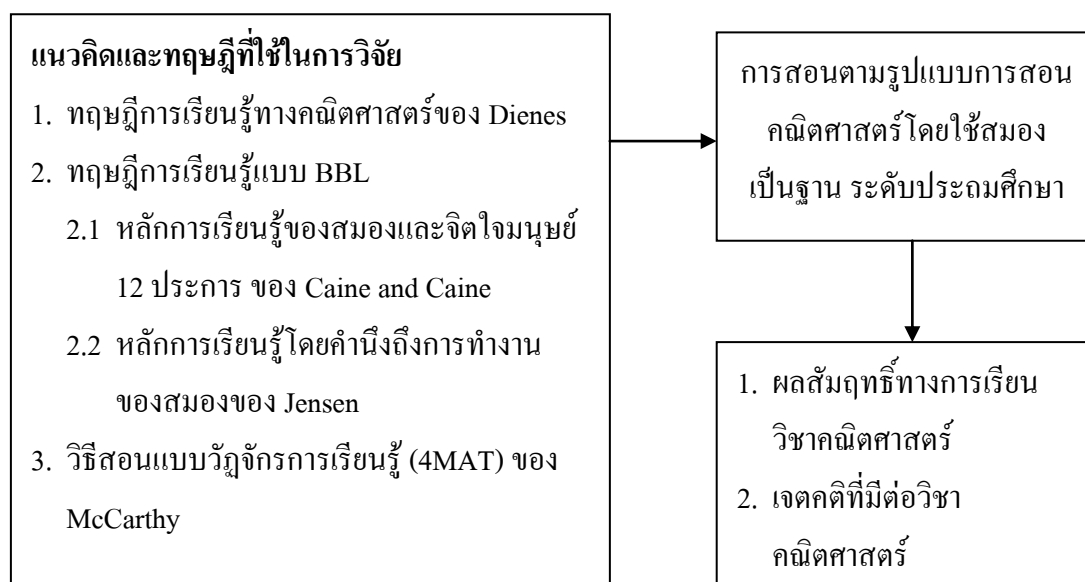 แนวคิดและทฤษฎีที่ใช้ในการวิจัย
1. ทฤษฎีการเรียนรู้ทางคณิตศาสตร์ของ Dienes
2. ทฤษฎีการเรียนรู้แบบ BBL
2.1 หลักการเรียนรู้ของสมองและจิตใจมนุษย์
12 ประการ ของ Caine and Caine
2.2 หลักการเรียนรู้โดยคำนึงถึงการทำงาน
ของสมองของ Jensen
3. วิธีสอนแบบวัฏจักรการเรียนรู้ (4MAT) ของ
McCarthy
การสอนตามรูปแบบการสอน
คณิตศาสตร์โดยใช้สมอง
เป็นฐาน ระดับประถมศึกษา
1. ผลสัมฤทธิ์ทางการเรียน
วิชาคณิตศาสตร์
2. เจตคติที่มีต่อวิชา
คณิตศาสตร์